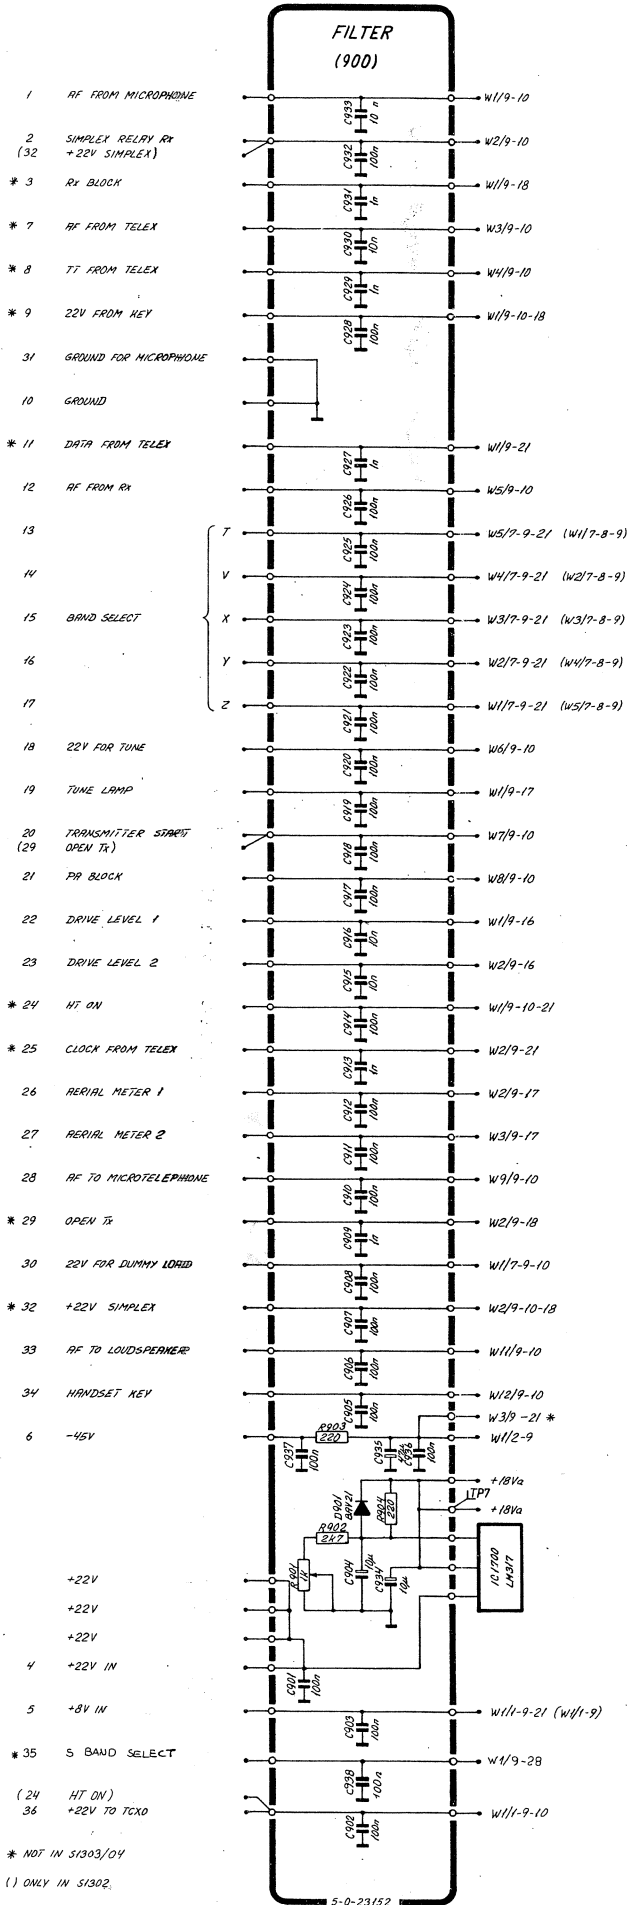 FILTER
(900)
1 AF FROM MICROPHONE C933 10n W1/9-10
2 SIMPLEX RELAY Rx C932 100n W2/9-10
(32 +22V SIMPLEX)
* 3 Rx BLOCK C931 1n W1/9-18
* 7 AF FROM TELEX C930 10n W3/9-10
* 8 TT FROM TELEX C929 1n W4/9-10
* 9 22V FROM KEY C928 100n W1/9-10-18
31 GROUND FOR MICROPHONE
10 GROUND
* 11 DATA FROM TELEX C927 1n W1/9-21
12 AF FROM RX C926 100n W5/9-10
13 T C925 100n W5/7-9-21 (W1/7-8-9)
14 V C924 100n W4/7-9-21 (W2/7-8-9)
15 BAND SELECT X C923 100n W3/7-9-21 (W3/7-8-9)
16 Y C922 100n W2/7-9-21 (W4/7-8-9)
17 Z C921 100n W1/7-9-21 (W5/7-8-9)
18 22V FOR TUNE C920 100n W6/9-10
19 TUNE LAMP C919 100n W1/9-17
20 TRANSMITTER START C918 100n W7/9-10
(29 OPEN Tx)
21 PA BLOCK C917 100n W8/9-10
22 DRIVE LEVEL 1 C916 10n W1/9-16
23 DRIVE LEVEL 2 C915 10n W2/9-16
* 24 HT ON C914 100n W1/9-10-21
* 25 CLOCK FROM TELEX C913 1n W2/9-21
26 AERIAL METER 1 C912 100n W2/9-17
27 AERIAL METER 2 C911 100n W3/9-17
28 AF TO MICROTELEPHONE C910 100n W9/9-10
* 29 OPEN Tx C909 1n W2/9-18
30 22V FOR DUMMY LOAD C908 100n W1/7-9-10
* 32 +22V SIMPLEX C907 100n W2/9-10-18
33 AF TO LOUDSPEAKER C906 100n W11/9-10
34 HANDSET KEY C905 100n W12/9-10
W3/9-21 *
6 -45V C937 100n R903 220 C935 C936 100n W1/2-9
+18Va
TP7
+18Va
D901 BAV21 R904 220
R902 2K7
R901 1K C904 10µ C934 10µ
IC1700 LM317
+22V
+22V
+22V
4 +22V IN C901 100n
5 +8V IN C903 100n W1/1-9-21 (W1/1-9)
* 35 S BAND SELECT C938 100n W1/9-28
(24 HT ON)
36 +22V TO TCXO C902 100n W1/1-9-10
* NOT IN S1303/04
() ONLY IN S1302
5-0-23152